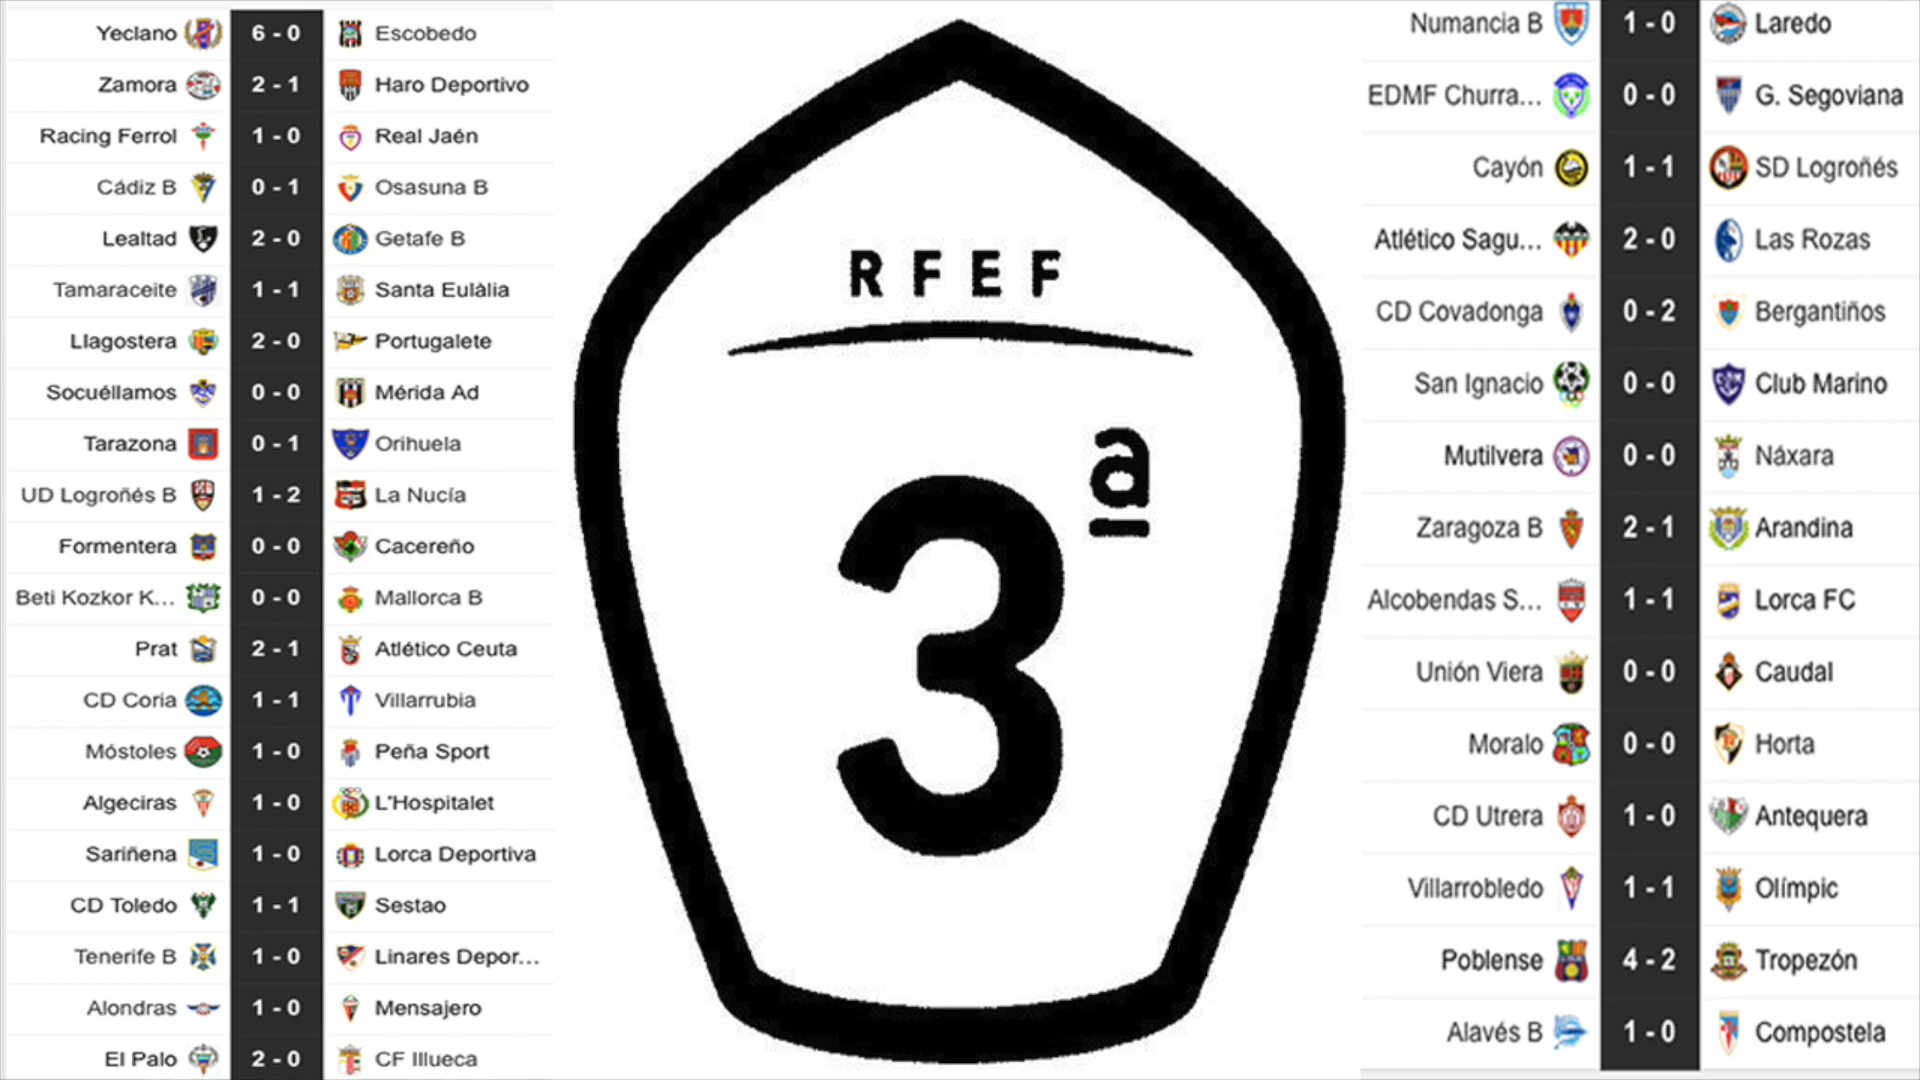 Yeclano 6 - 0 Escobedo
Zamora 2 - 1 Haro Deportivo
Racing Ferrol 1 - 0 Real Jaén
Cádiz B 0 - 1 Osasuna B
Lealtad 2 - 0 Getafe B
Tamaraceite 1 - 1 Santa Eulàlia
Llagostera 2 - 0 Portugalete
Socuéllamos 0 - 0 Mérida Ad
Tarazona 0 - 1 Orihuela
UD Logroñés B 1 - 2 La Nucía
Formentera 0 - 0 Cacereño
Beti Kozkor K... 0 - 0 Mallorca B
Prat 2 - 1 Atlético Ceuta
CD Coria 1 - 1 Villarrubia
Móstoles 1 - 0 Peña Sport
Algeciras 1 - 0 L'Hospitalet
Sariñena 1 - 0 Lorca Deportiva
CD Toledo 1 - 1 Sestao
Tenerife B 1 - 0 Linares Depor...
Alondras 1 - 0 Mensajero
El Palo 2 - 0 CF Illueca
RFEF
3ª
Numancia B 1 - 0 Laredo
EDMF Churra... 0 - 0 G. Segoviana
Cayón 1 - 1 SD Logroñés
Atlético Sagu... 2 - 0 Las Rozas
CD Covadonga 0 - 2 Bergantiños
San Ignacio 0 - 0 Club Marino
Mutilvera 0 - 0 Náxara
Zaragoza B 2 - 1 Arandina
Alcobendas S... 1 - 1 Lorca FC
Unión Viera 0 - 0 Caudal
Moralo 0 - 0 Horta
CD Utrera 1 - 0 Antequera
Villarrobledo 1 - 1 Olímpic
Poblense 4 - 2 Tropezón
Alavés B 1 - 0 Compostela